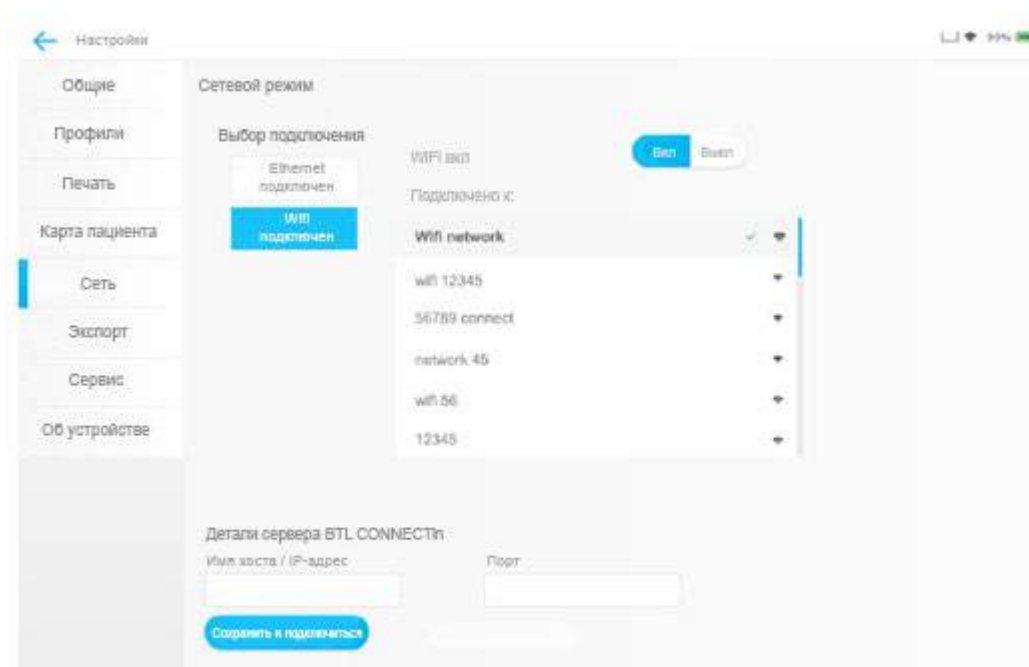 Настройки
99%
Общие
Профили
Печать
Карта пациента
Сеть
Экспорт
Сервис
Об устройстве
Сетевой режим
Выбор подключения
Ethernet
подключен
Wifi
подключен
WIFI вкл
Вкл
Выкл
Подключено к:
Wifi network
wifi 12345
56789 connect
network 45
wifi 56
12345
Детали сервера BTL CONNECTIn
Имя хоста / IP-адрес
Порт
Сохранить и подключиться